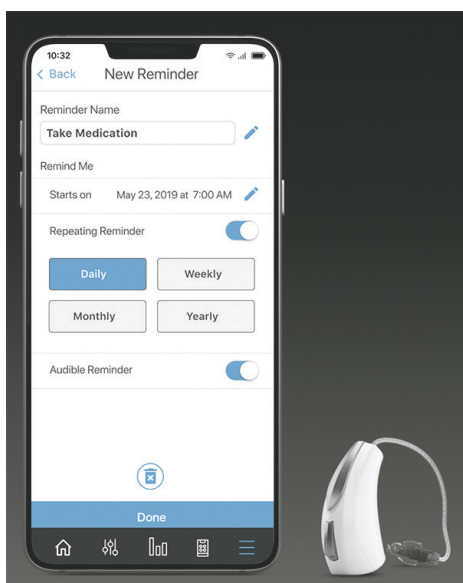 10:32
Back New Reminder
Reminder Name
Take Medication
Remind Me
Starts on May 23, 2019 at 7:00 AM
Repeating Reminder
Daily Weekly
Monthly Yearly
Audible Reminder
Done